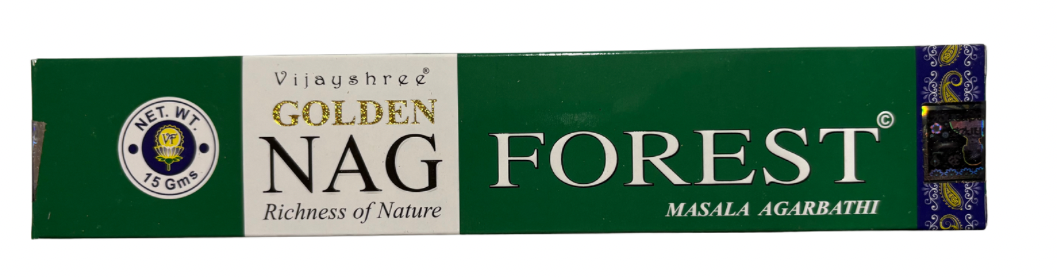 NET. WT.
VF
15 Gms
Vijayshree®
GOLDEN
NAG
Richness of Nature
FOREST©
MASALA AGARBATHI